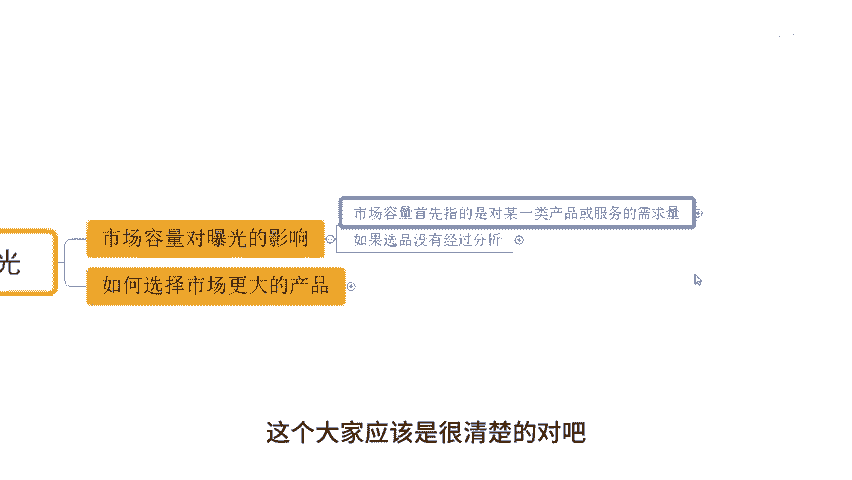 光
市场容量对曝光的影响
市场容量首先指的是对某一类产品或服务的需求量
如果选品没有经过分析
如何选择市场更大的产品
这个大家应该是很清楚的对吧